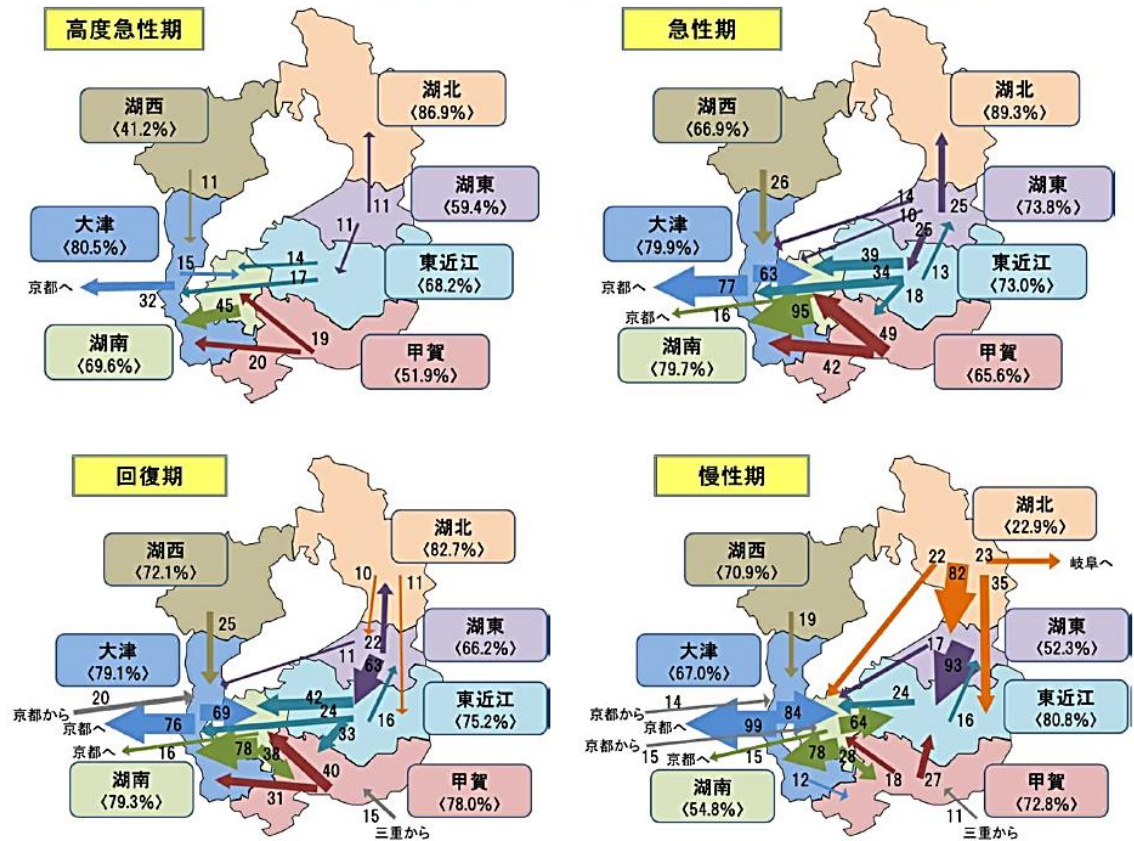 高度急性期
湖西
〈41.2%〉
湖北
〈86.9%〉
湖東
〈59.4%〉
大津
〈80.5%〉
東近江
〈68.2%〉
湖南
〈69.6%〉
甲賀
〈51.9%〉
京都へ
11
11
11
15
14
17
32
45
19
20
急性期
湖西
〈66.9%〉
湖北
〈89.3%〉
湖東
〈73.8%〉
大津
〈79.9%〉
東近江
〈73.0%〉
湖南
〈79.7%〉
甲賀
〈65.6%〉
京都へ
京都へ
26
14
10
25
25
39
34
13
18
63
77
16
95
49
42
回復期
湖西
〈72.1%〉
湖北
〈82.7%〉
湖東
〈66.2%〉
大津
〈79.1%〉
東近江
〈75.2%〉
湖南
〈79.3%〉
甲賀
〈78.0%〉
京都から
京都へ
京都へ
三重から
10
11
25
22
11
63
20
42
24
16
69
76
33
16
78
38
40
31
15
慢性期
湖西
〈70.9%〉
湖北
〈22.9%〉
湖東
〈52.3%〉
大津
〈67.0%〉
東近江
〈80.8%〉
湖南
〈54.8%〉
甲賀
〈72.8%〉
岐阜へ
京都から
京都へ
京都から
京都へ
三重から
22
23
82
35
19
17
93
14
24
84
99
64
16
15
15
78
28
12
18
27
11